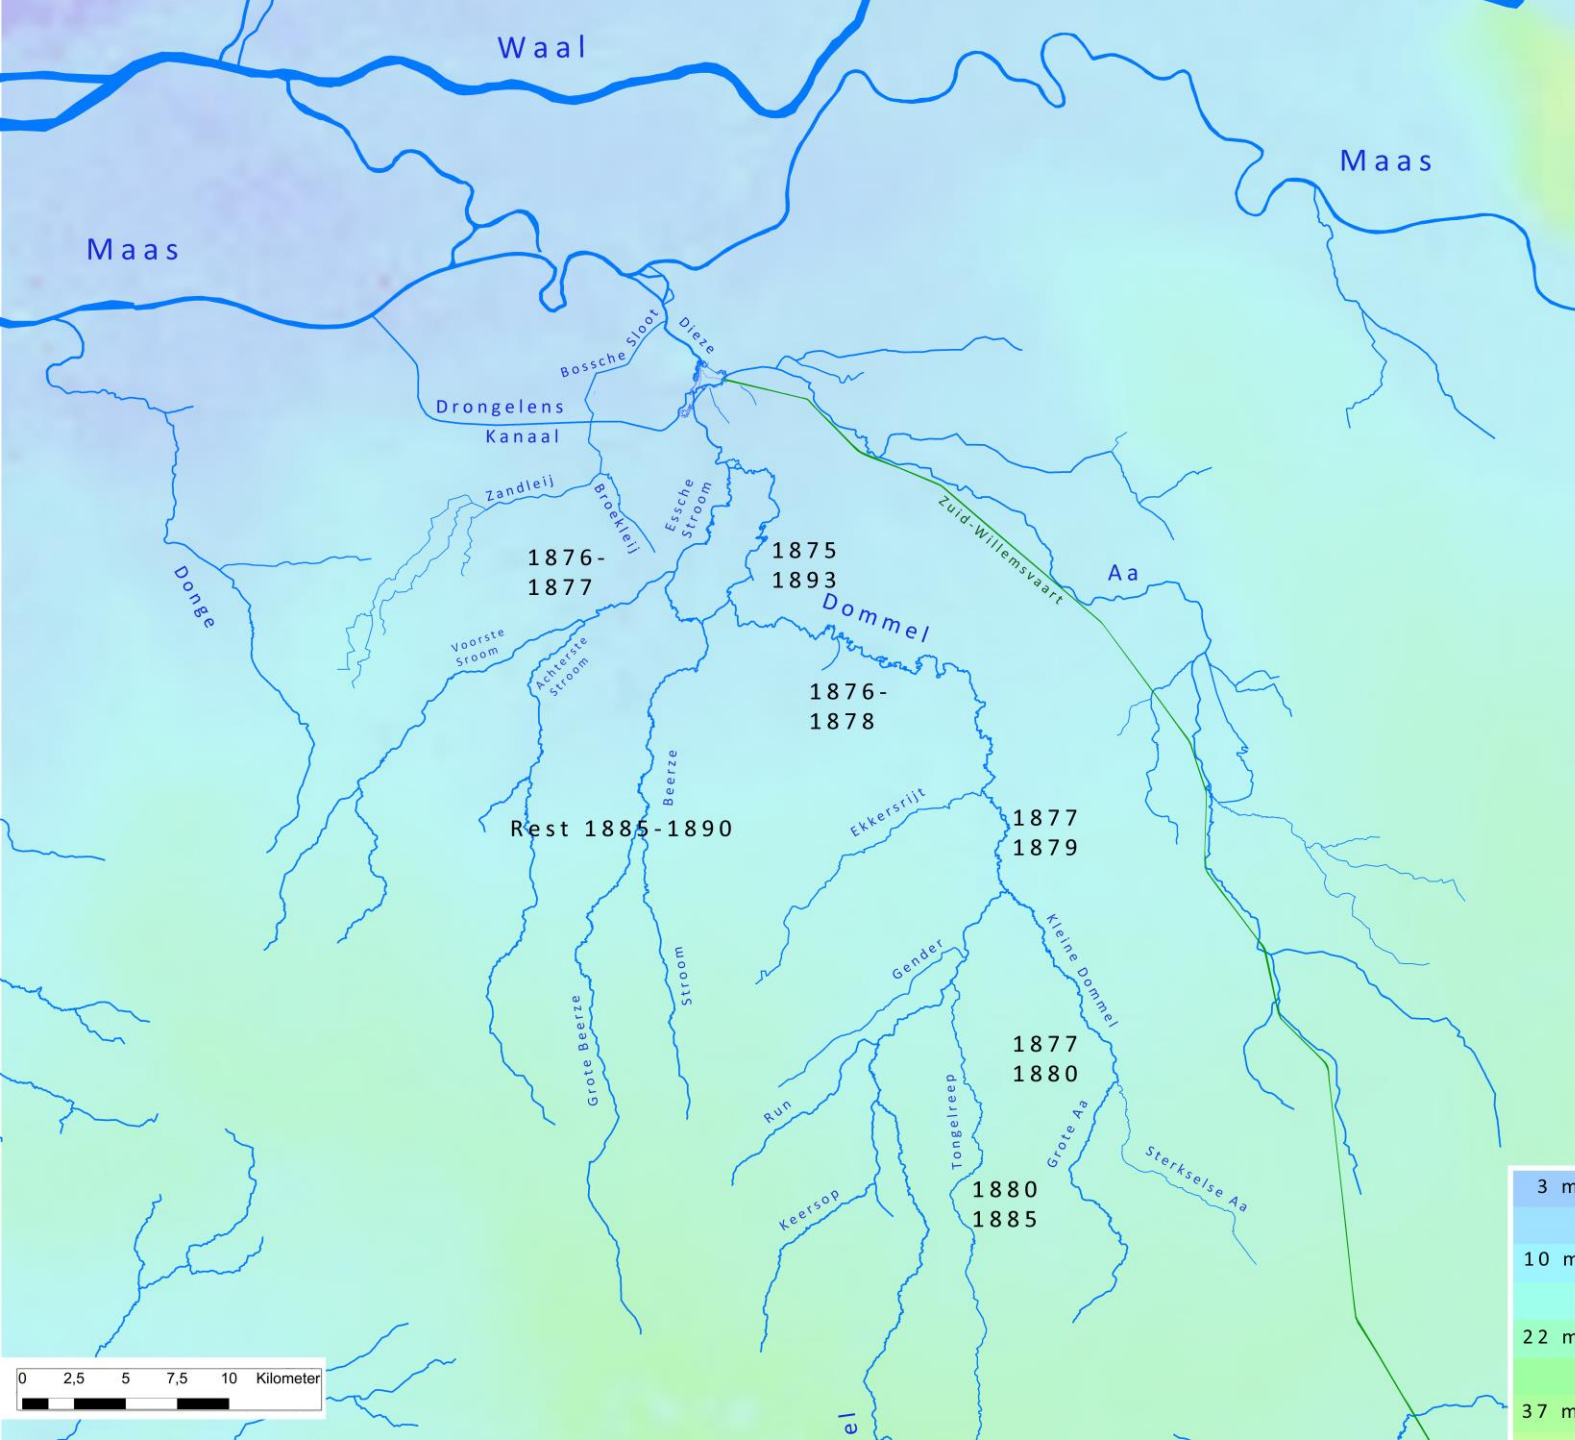 Waal
Maas
Maas
Bossche Sloot
Dieze
Drongelens
Kanaal
Zandleij
Broekleij
Essche
Stroom
Zuid-Willemsvaart
Aa
1876-
1877
1875
1893
Donge
Dommel
Voorste
Sroom
Achterste
Stroom
1876-
1878
Beerze
Ekkersrijt
Rest 1885-1890
1877
1879
Kleine Dommel
Gender
Stroom
Grote Beerze
1877
1880
Run
Tongelreep
Grote Aa
Sterkselse Aa
Keersop
1880
1885
3 m
10 m
22 m
37 m
0 2,5 5 7,5 10 Kilometer
el